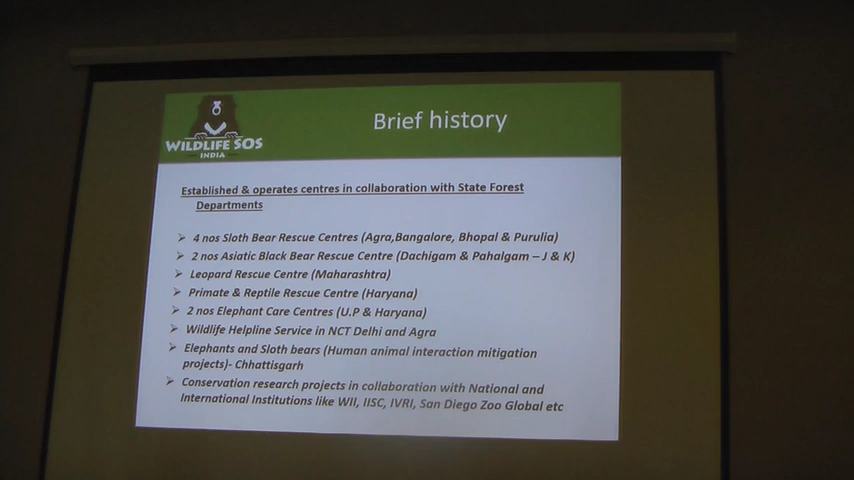 WILDLIFE SOS
INDIA
Brief history
Established & operates centres in collaboration with State Forest
Departments
➢ 4 nos Sloth Bear Rescue Centres (Agra,Bangalore, Bhopal & Purulia)
➢ 2 nos Asiatic Black Bear Rescue Centre (Dachigam & Pahalgam – J & K)
➢ Leopard Rescue Centre (Maharashtra)
➢ Primate & Reptile Rescue Centre (Haryana)
➢ 2 nos Elephant Care Centres (U.P & Haryana)
➢ Wildlife Helpline Service in NCT Delhi and Agra
➢ Elephants and Sloth bears (Human animal interaction mitigation
projects)- Chhattisgarh
➢ Conservation research projects in collaboration with National and
International Institutions like WII, IISC, IVRI, San Diego Zoo Global etc